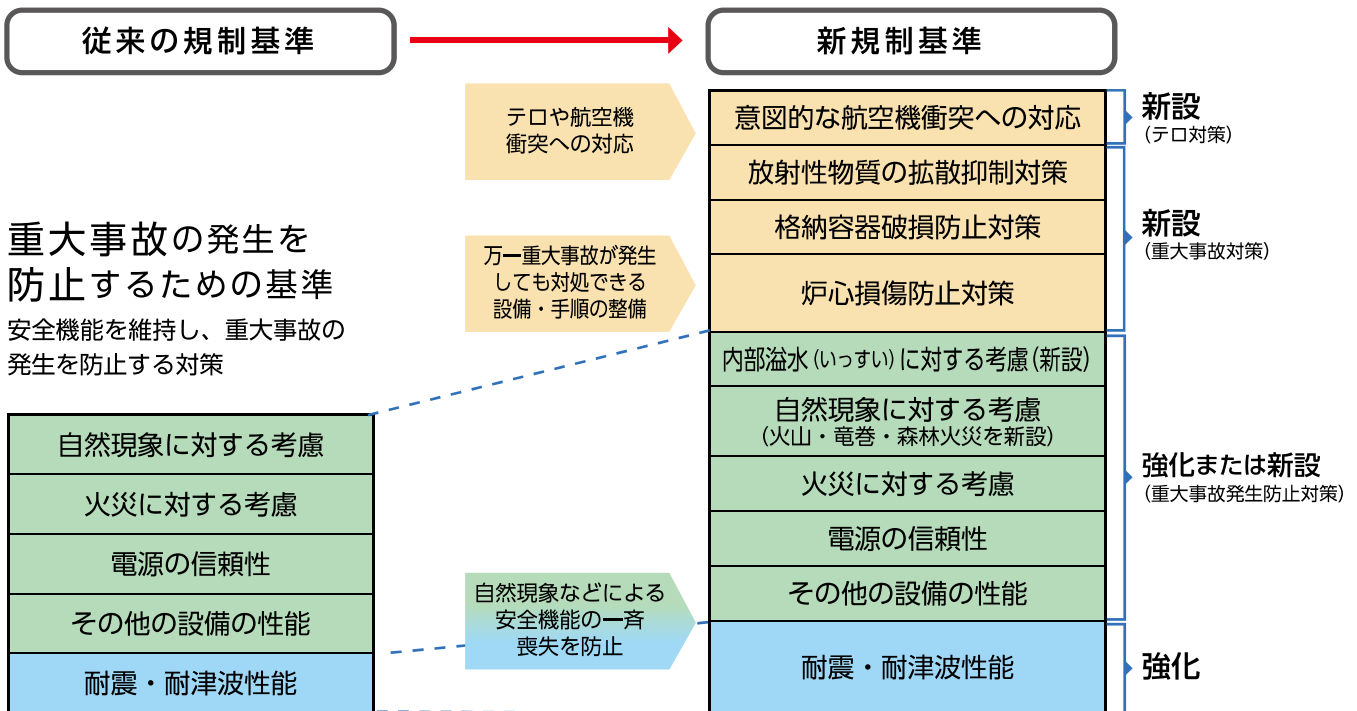 従来の規制基準
新規制基準
テロや航空機
衝突への対応
万一重大事故が発生
しても対処できる
設備・手順の整備
自然現象などによる
安全機能の一斉
喪失を防止
重大事故の発生を
防止するための基準
安全機能を維持し、重大事故の
発生を防止する対策
自然現象に対する考慮
火災に対する考慮
電源の信頼性
その他の設備の性能
耐震・耐津波性能
意図的な航空機衝突への対応
放射性物質の拡散抑制対策
格納容器破損防止対策
炉心損傷防止対策
内部溢水(いっすい)に対する考慮(新設)
自然現象に対する考慮
(火山・竜巻・森林火災を新設)
火災に対する考慮
電源の信頼性
その他の設備の性能
耐震・耐津波性能
新設
(テロ対策)
新設
(重大事故対策)
強化または新設
(重大事故発生防止対策)
強化